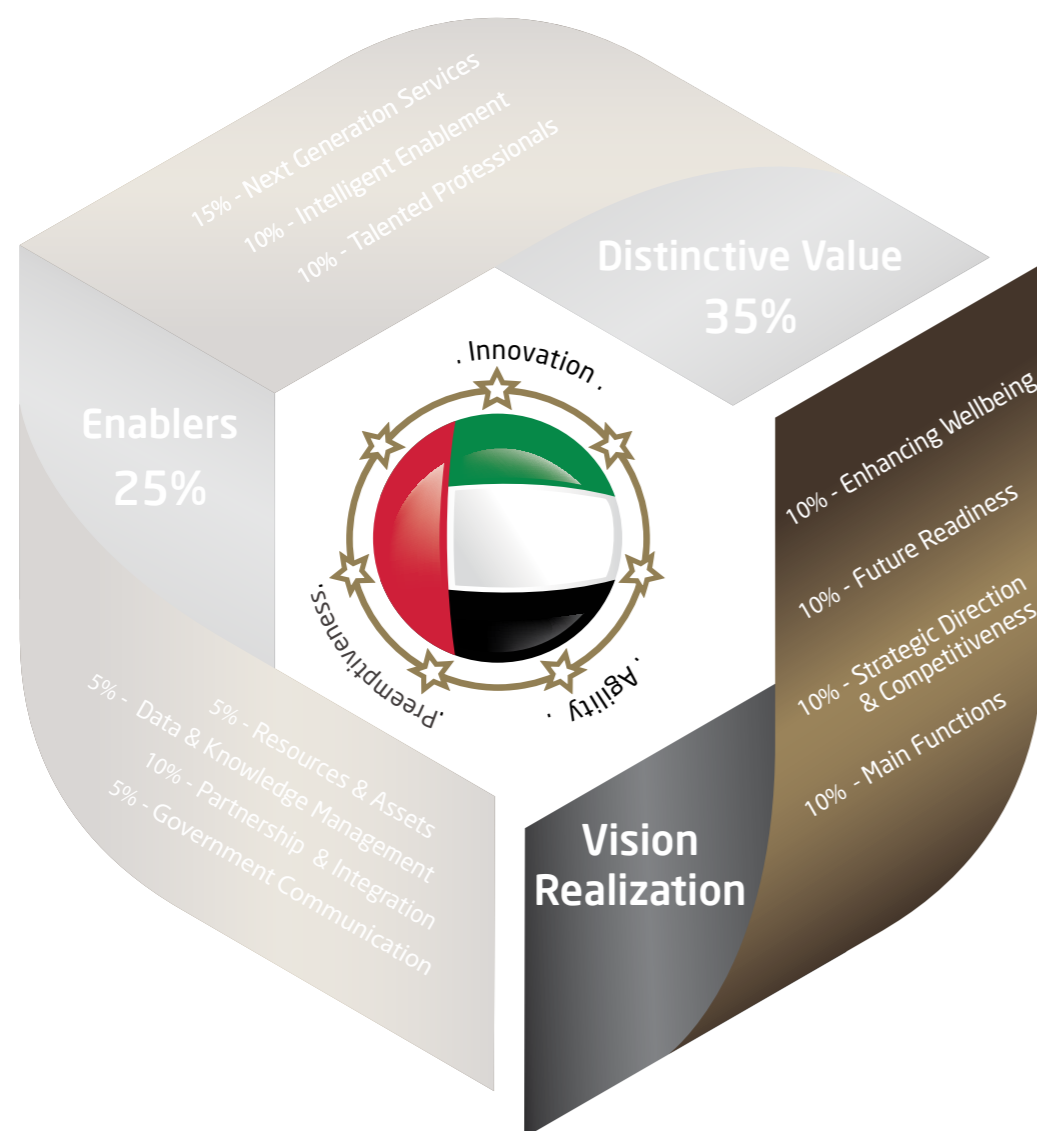 15% - Next Generation Services
10% - Intelligent Enablement
10% - Talented Professionals
Distinctive Value
35%
Enablers
25%
5% - Resources & Assets
5% - Data & Knowledge Management
10% - Partnership & Integration
5% - Government Communication
. Innovation .
. Agility .
.Preemptiveness.
Vision
Realization
10% - Enhancing Wellbeing
10% - Future Readiness
10% - Strategic Direction
& Competitiveness
10% - Main Functions